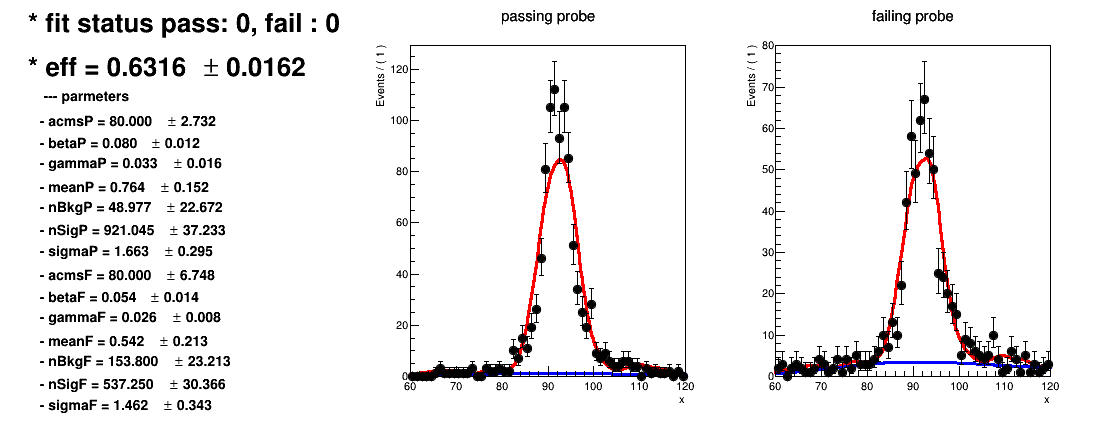 * fit status pass: 0, fail : 0
* eff = 0.6316 ± 0.0162
--- parmeters
- acmsP = 80.000 ± 2.732
- betaP = 0.080 ± 0.012
- gammaP = 0.033 ± 0.016
- meanP = 0.764 ± 0.152
- nBkgP = 48.977 ± 22.672
- nSigP = 921.045 ± 37.233
- sigmaP = 1.663 ± 0.295
- acmsF = 80.000 ± 6.748
- betaF = 0.054 ± 0.014
- gammaF = 0.026 ± 0.008
- meanF = 0.542 ± 0.213
- nBkgF = 153.800 ± 23.213
- nSigF = 537.250 ± 30.366
- sigmaF = 1.462 ± 0.343
passing probe
Events / ( 1 )
120
100
80
60
40
20
0
60 70 80 90 100 110 120
x
failing probe
Events / ( 1 )
80
70
60
50
40
30
20
10
0
60 70 80 90 100 110 120
x